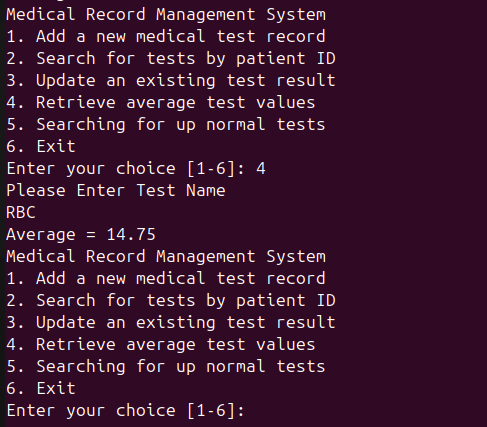 Medical Record Management System
1. Add a new medical test record
2. Search for tests by patient ID
3. Update an existing test result
4. Retrieve average test values
5. Searching for up normal tests
6. Exit
Enter your choice [1-6]: 4
Please Enter Test Name
RBC
Average = 14.75
Medical Record Management System
1. Add a new medical test record
2. Search for tests by patient ID
3. Update an existing test result
4. Retrieve average test values
5. Searching for up normal tests
6. Exit
Enter your choice [1-6]: